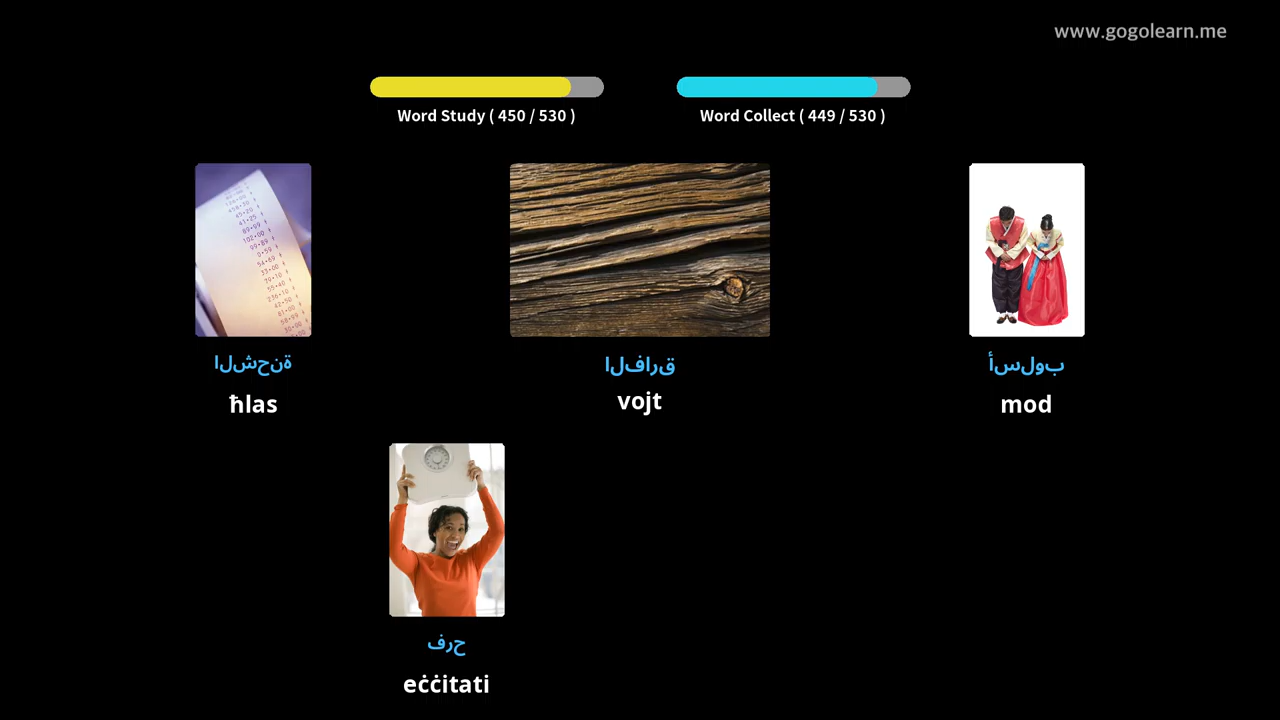 www.gogolearn.me
Word Study ( 450 / 530 )
Word Collect ( 449 / 530 )
الشحنة
ħlas
الفارق
vojt
أسلوب
mod
فرح
eċċitati